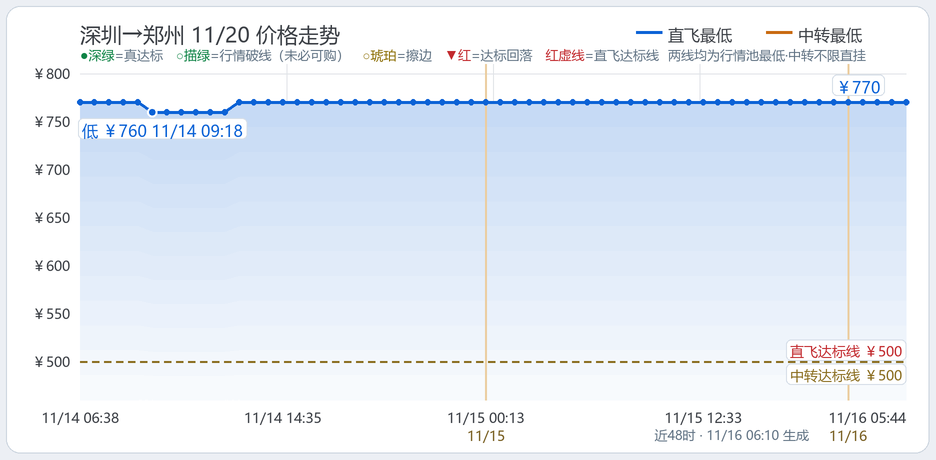 深圳→郑州 11/20 价格走势
直飞最低 中转最低
●深绿=真达标 ○描绿=行情破线（未必可购） ○琥珀=擦边 ▼红=达标回落 红虚线=直飞达标线 两线均为行情池最低·中转不限直挂
¥800
¥770
¥750
低 ¥760 11/14 09:18
¥700
¥650
¥600
¥550
直飞达标线 ¥500
¥500
中转达标线 ¥500
11/14 06:38 11/14 14:35 11/15 00:13 11/15 12:33 11/16 05:44
11/15 近48时 · 11/16 06:10 生成 11/16